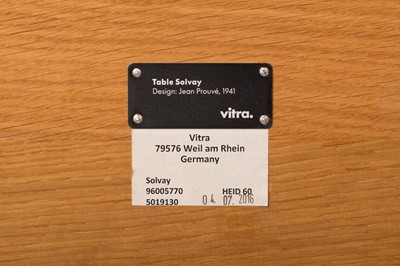 Table Solvay
Design: Jean Prouvé, 1941
vitra.
Vitra
79576 Weil am Rhein
Germany
Solvay
96005770 HEID 60
5019130 04. 07. 2016